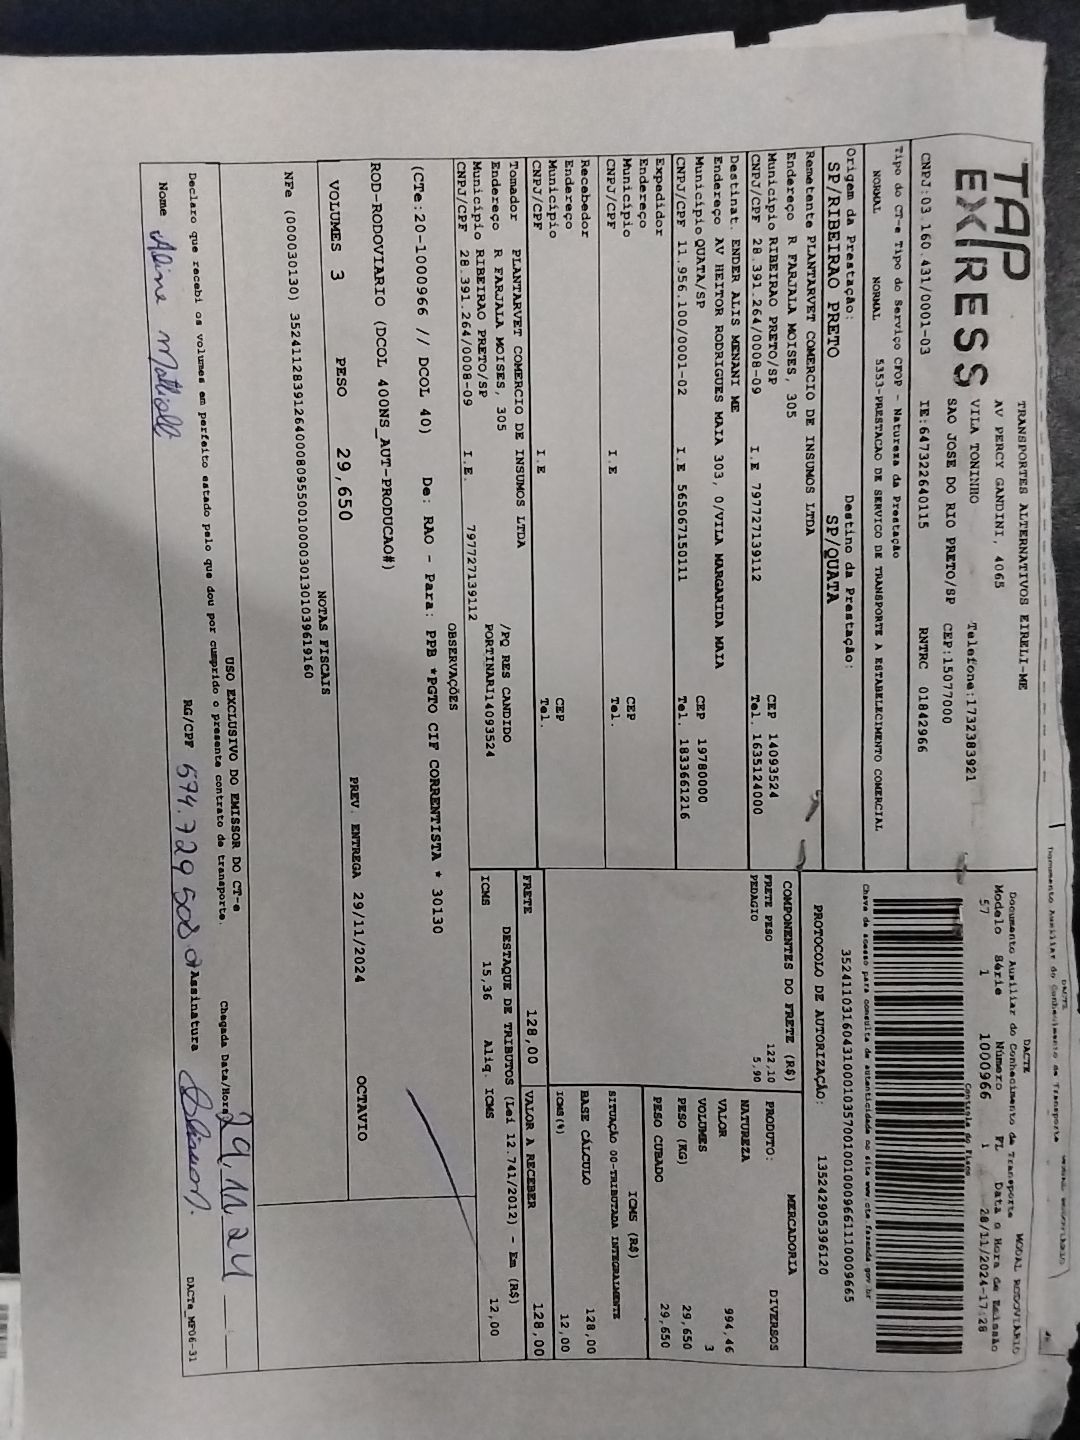 TAP
EXPRESS
TRANSPORTES ALTERNATIVOS EIRELI-ME
AV PERCY GANDINI, 4065
VILA TONINHO Telefone:1732383921
SAO JOSE DO RIO PRETO/SP CEP:15077000
CNPJ:03 160.431/0001-03 IE:647322640115 RNTRC 01842966
DACTE
Documento Auxiliar do Conhecimento de Transporte MODAL RODOVIARIO
Modelo Série Número FL Data e Hora de Emissão
57 1 1000966 1 28/11/2024-17:28
Controle do Fisco
Chave de acesso para consulta de autenticidade no site www.cte.fazenda.gov.br
35241103160431000103570010010009661110009665
PROTOCOLO DE AUTORIZAÇÃO: 135242905396120
Tipo do CT-e Tipo do Serviço CFOP - Natureza da Prestação
NORMAL NORMAL 5353-PRESTACAO DE SERVICO DE TRANSPORTE A ESTABELECIMENTO COMERCIAL
Origem da Prestação: Destino da Prestação:
SP/RIBEIRAO PRETO SP/QUATA
Remetente PLANTARVET COMERCIO DE INSUMOS LTDA
Endereço R FARJALA MOISES, 305
Município RIBEIRAO PRETO/SP CEP 14093524
CNPJ/CPF 28.391.264/0008-09 I.E 797727139112 Tel. 1635124000
Destinat. ENDER ALIS MENANI ME
Endereço AV HEITOR RODRIGUES MAIA 303, 0/VILA MARGARIDA MAIA
Município QUATA/SP CEP 19780000
CNPJ/CPF 11.956.100/0001-02 I.E 565067150111 Tel. 1833661216
Expedidor
Endereço
Município CEP
CNPJ/CPF I.E Tel.
Recebedor
Endereço
Município CEP
CNPJ/CPF I.E Tel.
Tomador PLANTARVET COMERCIO DE INSUMOS LTDA
Endereço R FARJALA MOISES, 305 /PQ RES CANDIDO
Município RIBEIRAO PRETO/SP PORTINARI14093524
CNPJ/CPF 28.391.264/0008-09 I.E. 797727139112
COMPONENTES DO FRETE (R$)
FRETE PESO 122,10
PEDAGIO 5,90
PRODUTO: MERCADORIA
NATUREZA DIVERSOS
VALOR 994,46
VOLUMES 3
PESO (KG) 29,650
PESO CUBADO 29,650
ICMS (R$)
SITUAÇÃO 00-TRIBUTADA INTEGRALMENTE
BASE CÁLCULO 128,00
ICMS(%) 12,00
FRETE 128,00 VALOR A RECEBER 128,00
DESTAQUE DE TRIBUTOS (Lei 12.741/2012) - Em (R$)
ICMS 15,36 Aliq. ICMS 12,00
OBSERVAÇÕES
(CTe:20-1000966 // DCOL 40) De: RAO - Para: PPB *PGTO CIF CORRENTISTA * 30130
ROD-RODOVIARIO (DCOL 400NS_AUT-PRODUCAO#)
VOLUMES 3 PESO 29,650 PREV. ENTREGA 29/11/2024 OCTAVIO
NOTAS FISCAIS
NFe (000030130) 35241128391264000809550010000301301039619160
USO EXCLUSIVO DO EMISSOR DO CT-e
Declaro que recebi os volumes em perfeito estado pelo que dou por cumprido o presente contrato de transporte. Chegada Data/Hora 29.11.24
Nome Aline RG/CPF Assinatura
DACTe_MF06-31